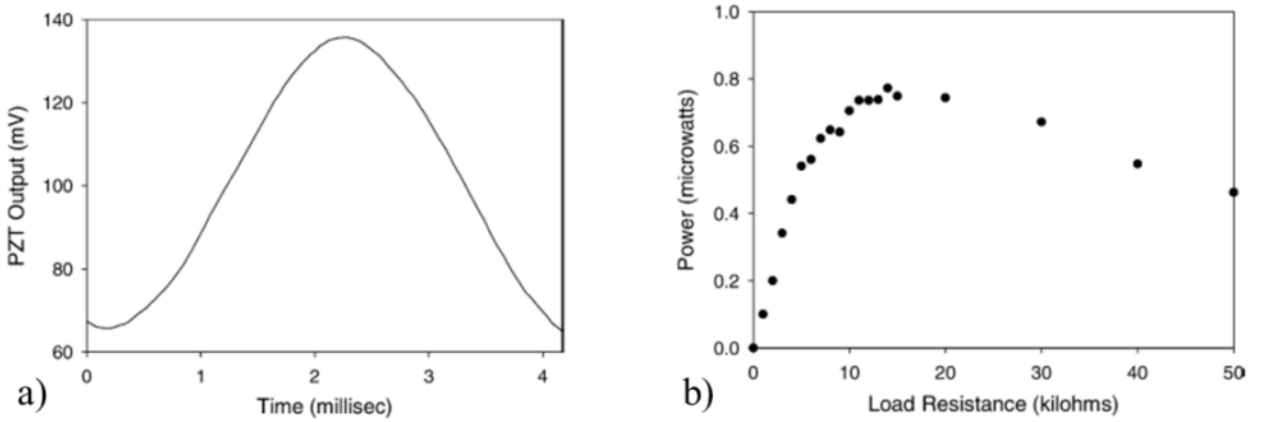 140
120
100
80
60
PZT Output (mV)
0 1 2 3 4
Time (millisec)
a)
1.0
0.8
0.6
0.4
0.2
0.0
Power (microwatts)
0 10 20 30 40 50
Load Resistance (kilohms)
b)